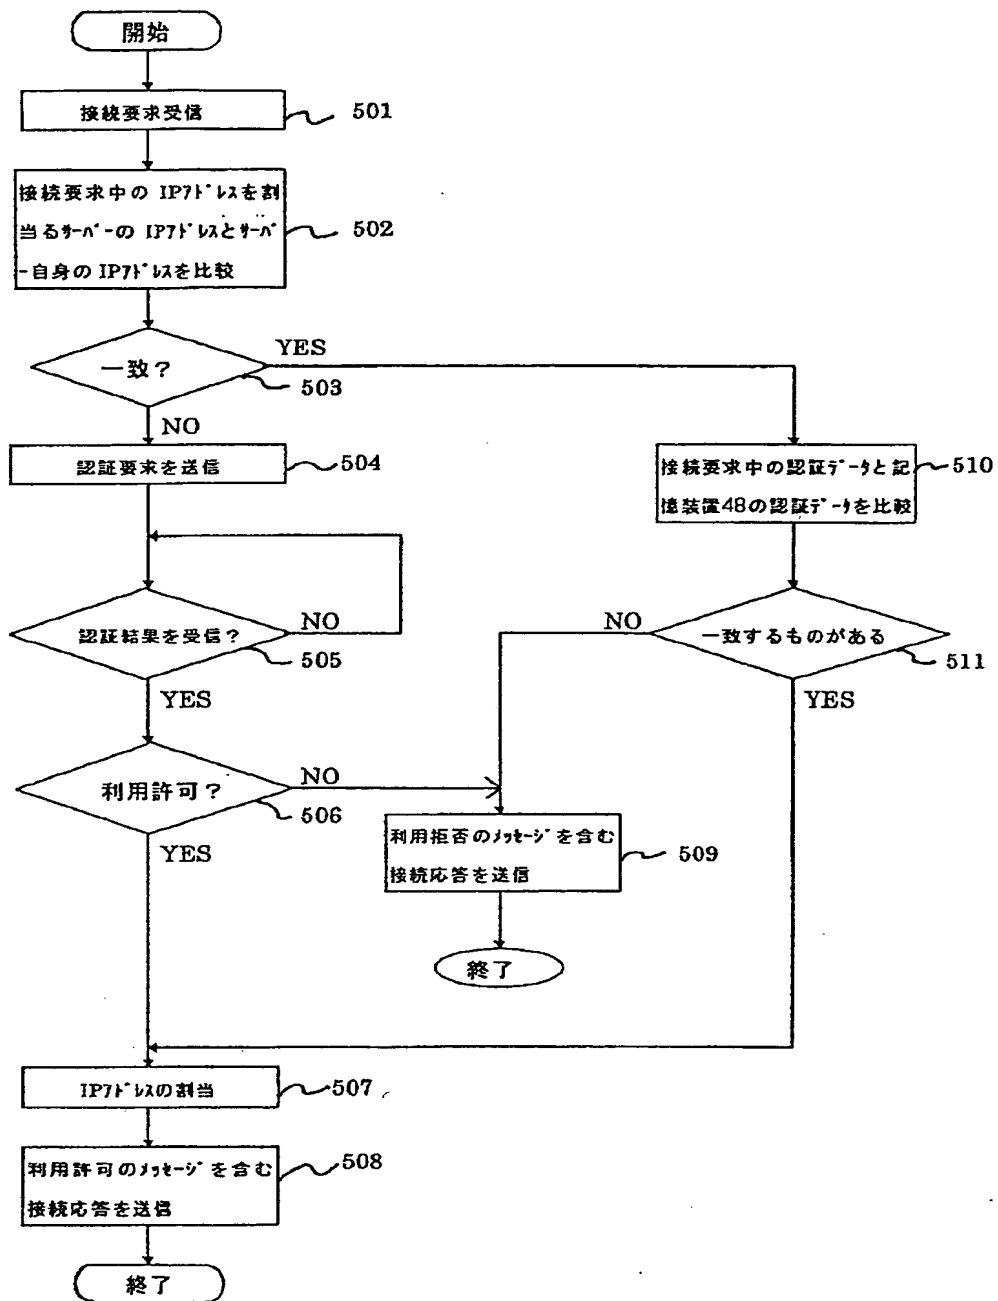 開始
接続要求受信
501
接続要求中の IPｱﾄﾞﾚｽを割
当るｻｰﾊﾞｰの IPｱﾄﾞﾚｽとｻｰﾊﾞ
-自身の IPｱﾄﾞﾚｽを比較
502
一致？
503
YES
NO
認証要求を送信
504
接続要求中の認証データと記
憶装置48の認証ﾃﾞｰﾀを比較
510
認証結果を受信？
505
NO
YES
一致するものがある
511
NO
YES
利用許可？
506
NO
YES
利用拒否のﾒｯｾｰｼﾞを含む
接続応答を送信
509
終了
IPｱﾄﾞﾚｽの割当
507
利用許可のﾒｯｾｰｼﾞを含む
接続応答を送信
508
終了